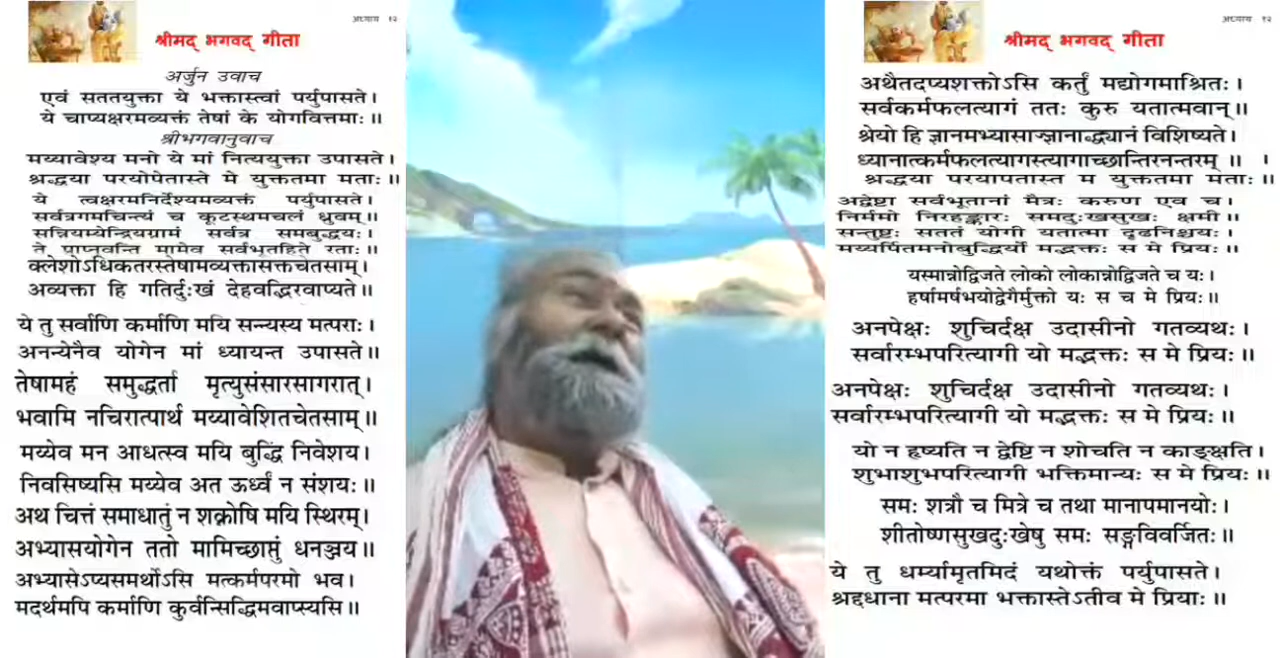 अध्याय १२
श्रीमद् भगवद् गीता
अर्जुन उवाच
एवं सततयुक्ता ये भक्तास्त्वां पर्युपासते।
ये चाप्यक्षरमव्यक्तं तेषां के योगवित्तमाः॥
श्रीभगवानुवाच
मय्यावेश्य मनो ये मां नित्ययुक्ता उपासते।
श्रद्धया परयोपेतास्ते मे युक्ततमा मताः॥
ये त्वक्षरमनिर्देश्यमव्यक्तं पर्युपासते।
सर्वत्रगमचिन्त्यं च कूटस्थमचलं ध्रुवम्॥
सन्नियम्येन्द्रियग्रामं सर्वत्र समबुद्धयः।
ते प्राप्नुवन्ति मामेव सर्वभूतहिते रताः॥
क्लेशोऽधिकतरस्तेषामव्यक्तासक्तचेतसाम्।
अव्यक्ता हि गतिर्दुःखं देहवद्भिरवाप्यते॥
ये तु सर्वाणि कर्माणि मयि सन्न्यस्य मत्पराः।
अनन्येनैव योगेन मां ध्यायन्त उपासते॥
तेषामहं समुद्धर्ता मृत्युसंसारसागरात्।
भवामि नचिरात्पार्थ मय्यावेशितचेतसाम्॥
मय्येव मन आधत्स्व मयि बुद्धिं निवेशय।
निवसिष्यसि मय्येव अत ऊर्ध्वं न संशयः॥
अथ चित्तं समाधातुं न शक्नोषि मयि स्थिरम्।
अभ्यासयोगेन ततो मामिच्छाप्तुं धनञ्जय॥
अभ्यासेऽप्यसमर्थोऽसि मत्कर्मपरमो भव।
मदर्थमपि कर्माणि कुर्वन्सिद्धिमवाप्स्यसि॥
अध्याय १२
श्रीमद् भगवद् गीता
अथैतदप्यशक्तोऽसि कर्तुं मद्योगमाश्रितः।
सर्वकर्मफलत्यागं ततः कुरु यतात्मवान्॥
श्रेयो हि ज्ञानमभ्यासाज्ज्ञानाद्ध्यानं विशिष्यते।
ध्यानात्कर्मफलत्यागस्त्यागाच्छान्तिरनन्तरम्॥ ।
श्रद्धया परयापतास्त म युक्ततमा मताः॥
अद्वेष्टा सर्वभूतानां मैत्रः करुण एव च।
निर्ममो निरहङ्कारः समदुःखसुखः क्षमी॥
सन्तुष्टः सततं योगी यतात्मा दृढनिश्चयः।
मय्यर्पितमनोबुद्धिर्यो मद्भक्तः स मे प्रियः॥
यस्मान्नोद्विजते लोको लोकान्नोद्विजते च यः।
हर्षामर्षभयोद्वेगैर्मुक्तो यः स च मे प्रियः॥
अनपेक्षः शुचिर्दक्ष उदासीनो गतव्यथः।
सर्वारम्भपरित्यागी यो मद्भक्तः स मे प्रियः॥
अनपेक्षः शुचिर्दक्ष उदासीनो गतव्यथः।
सर्वारम्भपरित्यागी यो मद्भक्तः स मे प्रियः॥
यो न हृष्यति न द्वेष्टि न शोचति न काङ्क्षति।
शुभाशुभपरित्यागी भक्तिमान्यः स मे प्रियः॥
समः शत्रौ च मित्रे च तथा मानापमानयोः।
शीतोष्णसुखदुःखेषु समः सङ्गविवर्जितः॥
ये तु धर्म्यामृतमिदं यथोक्तं पर्युपासते।
श्रद्दधाना मत्परमा भक्तास्तेऽतीव मे प्रियाः॥